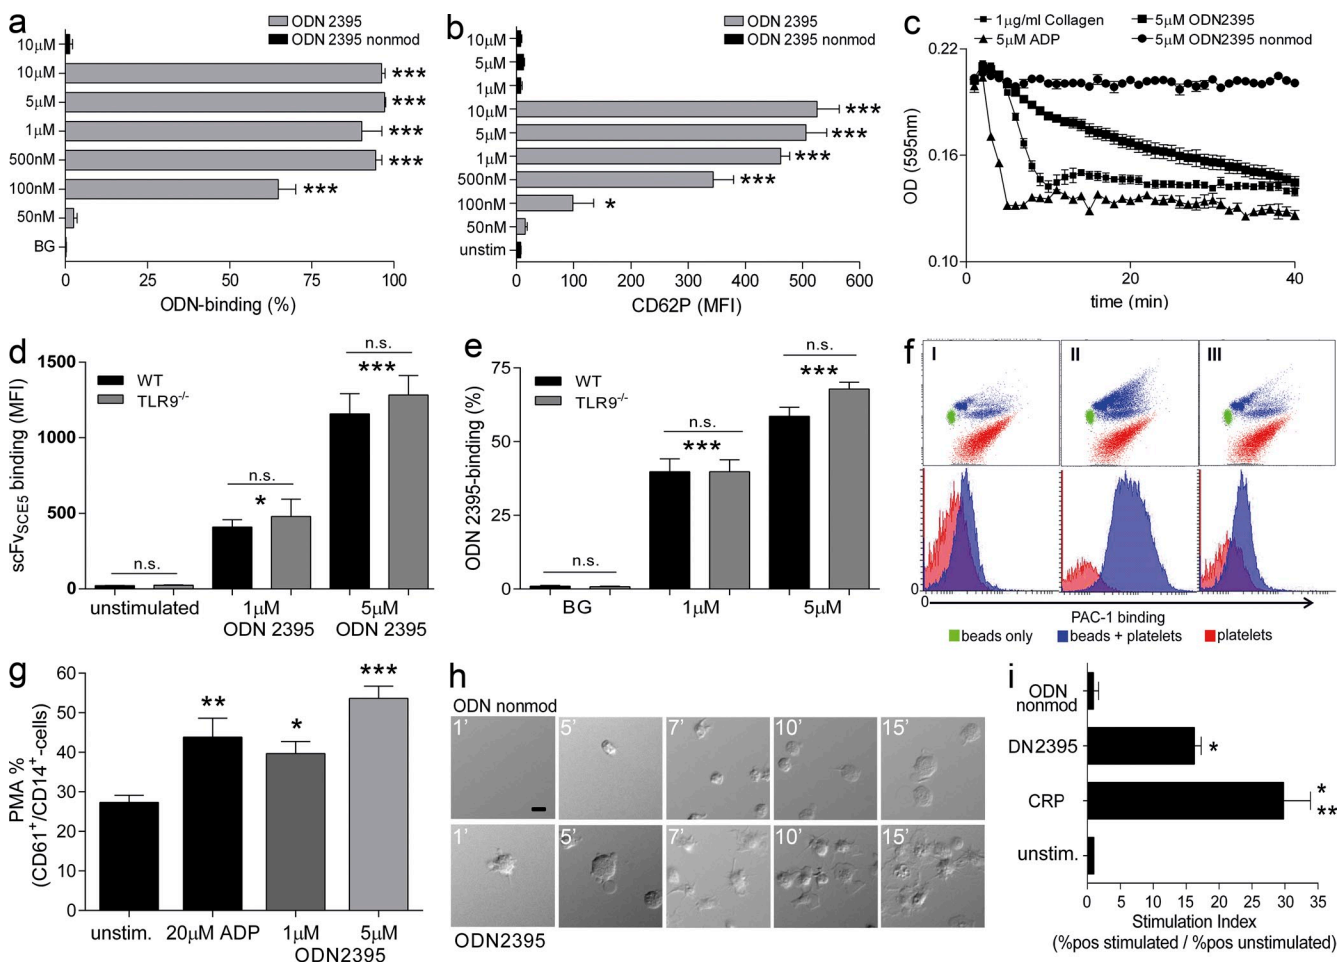 a
ODN 2395
ODN 2395 nonmod
10μM
10μM
***
5μM
***
1μM
***
500nM
***
100nM
***
50nM
BG
0 25 50 75 100
ODN-binding (%)
b
ODN 2395
ODN 2395 nonmod
10μM
5μM
1μM
10μM
***
5μM
***
1μM
***
500nM
***
100nM
*
50nM
unstim
0 100 200 300 400 500 600
CD62P (MFI)
c
1μg/ml Collagen
5μM ODN2395
5μM ADP
5μM ODN2395 nonmod
0.22
0.16
0.10
OD (595nm)
0 20 40
time (min)
d
WT
TLR9-/-
1500
1000
500
0
scFvSCE5 binding (MFI)
n.s.
n.s.
*
n.s.
***
unstimulated
1μM
ODN 2395
5μM
ODN 2395
e
WT
TLR9-/-
75
50
25
0
ODN 2395-binding (%)
n.s.
n.s.
***
n.s.
***
BG 1μM 5μM
f
I II III
0
0
PAC-1 binding
beads only
beads + platelets
platelets
g
60
50
40
30
20
10
0
PMA %
(CD61+/CD14+-cells)
**
*
***
unstim. 20μM ADP 1μM 5μM
ODN2395
h
ODN nonmod
1' 5' 7' 10' 15'
1' 5' 7' 10' 15'
ODN2395
i
ODN
nonmod
DN2395
*
CRP
*
**
unstim.
0 5 10 15 20 25 30 35
Stimulation Index
(%pos stimulated / %pos unstimulated)